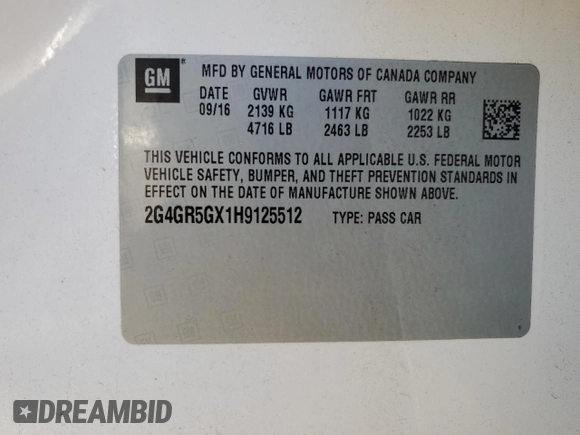 GM ® MFD BY GENERAL MOTORS OF CANADA COMPANY
DATE GVWR GAWR FRT GAWR RR
09/16 2139 KG 1117 KG 1022 KG
4716 LB 2463 LB 2253 LB
THIS VEHICLE CONFORMS TO ALL APPLICABLE U.S. FEDERAL MOTOR
VEHICLE SAFETY, BUMPER, AND THEFT PREVENTION STANDARDS IN
EFFECT ON THE DATE OF MANUFACTURE SHOWN ABOVE.
2G4GR5GX1H9125512 TYPE: PASS CAR
DREAMBID